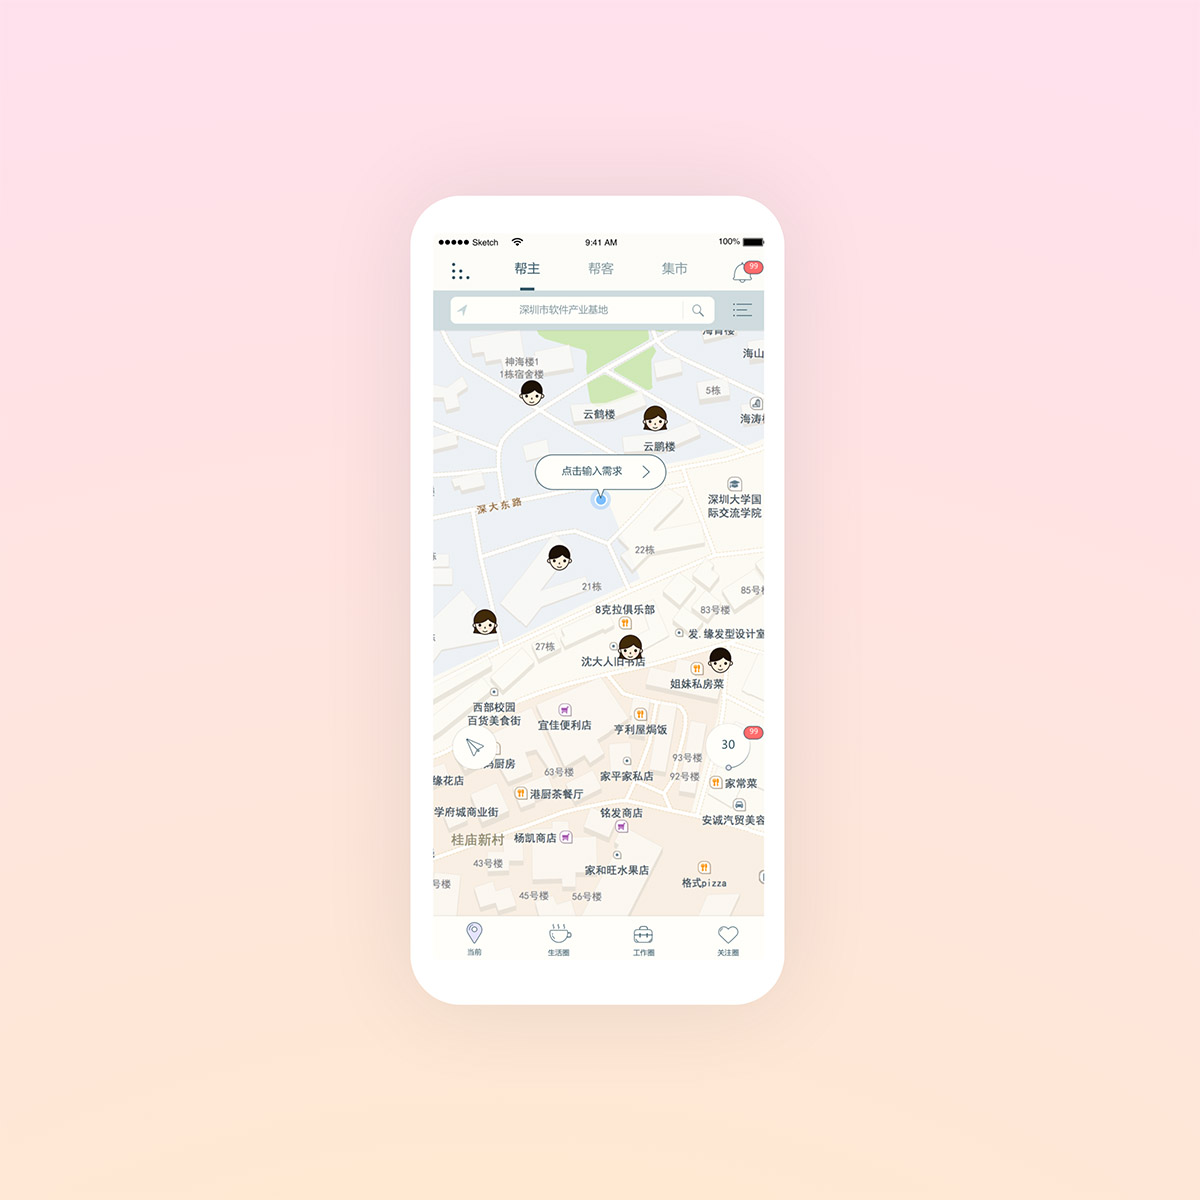 Sketch
9:41 AM
100%
帮主
帮客
集市
99
深圳市软件产业基地
神海楼1
1栋宿舍楼
海山
5栋
云鹤楼
云鹏楼
点击输入需求
深大东路
深圳大学国
际交流学院
22栋
21栋
85号
83号楼
8克拉俱乐部
发.缘发型设计室
27栋
沈大人旧书店
姐妹私房菜
西部校园
百货美食街
宜佳便利店
亨利屋焗饭
30
99
厨房
93号楼
缘花店
63号楼
家平家私店
92号楼
家常菜
港厨茶餐厅
学府城商业街
铭发商店
安诚汽贸美容
桂庙新村
杨凯商店
43号楼
家和旺水果店
号楼
格式pizza
45号楼
56号楼
当前
生活圈
工作圈
关注圈